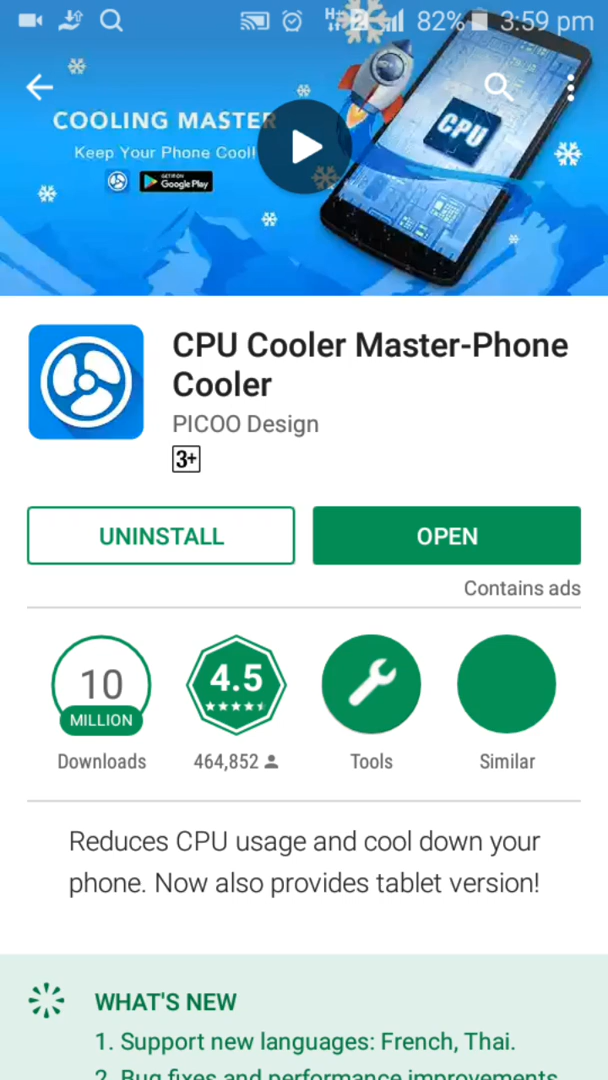 82% 3:59 pm
COOLING MASTER
Keep Your Phone Cool!
GET IT ON
Google Play
CPU
CPU Cooler Master-Phone
Cooler
PICOO Design
3+
UNINSTALL
OPEN
Contains ads
10
MILLION
4.5
Downloads
464,852
Tools
Similar
Reduces CPU usage and cool down your
phone. Now also provides tablet version!
WHAT'S NEW
1. Support new languages: French, Thai.
2. Bug fixes and performance improvements